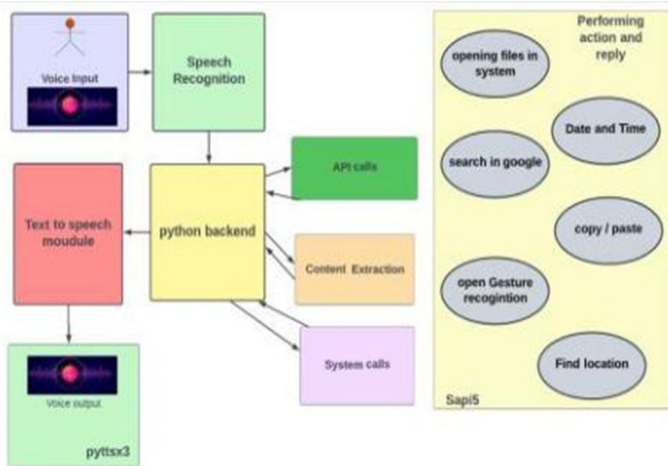 Voice Input
Speech
Recognition
API calls
Text to speech
moudule
python backend
Content Extraction
System calls
Voice output
pyttsx3
Performing
action and
reply
opening files in
system
Date and Time
search in google
copy / paste
open Gesture
recogintion
Find location
Sapi5